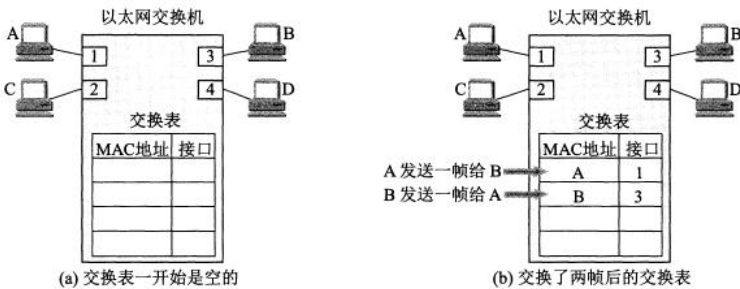 以太网交换机
A
1
3
B
C
2
4
D
交换表
MAC地址 接口
(a) 交换表一开始是空的
以太网交换机
A
1
3
B
C
2
4
D
交换表
MAC地址 接口
A 发送一帧给 B
A 1
B 发送一帧给 A
B 3
(b) 交换了两帧后的交换表